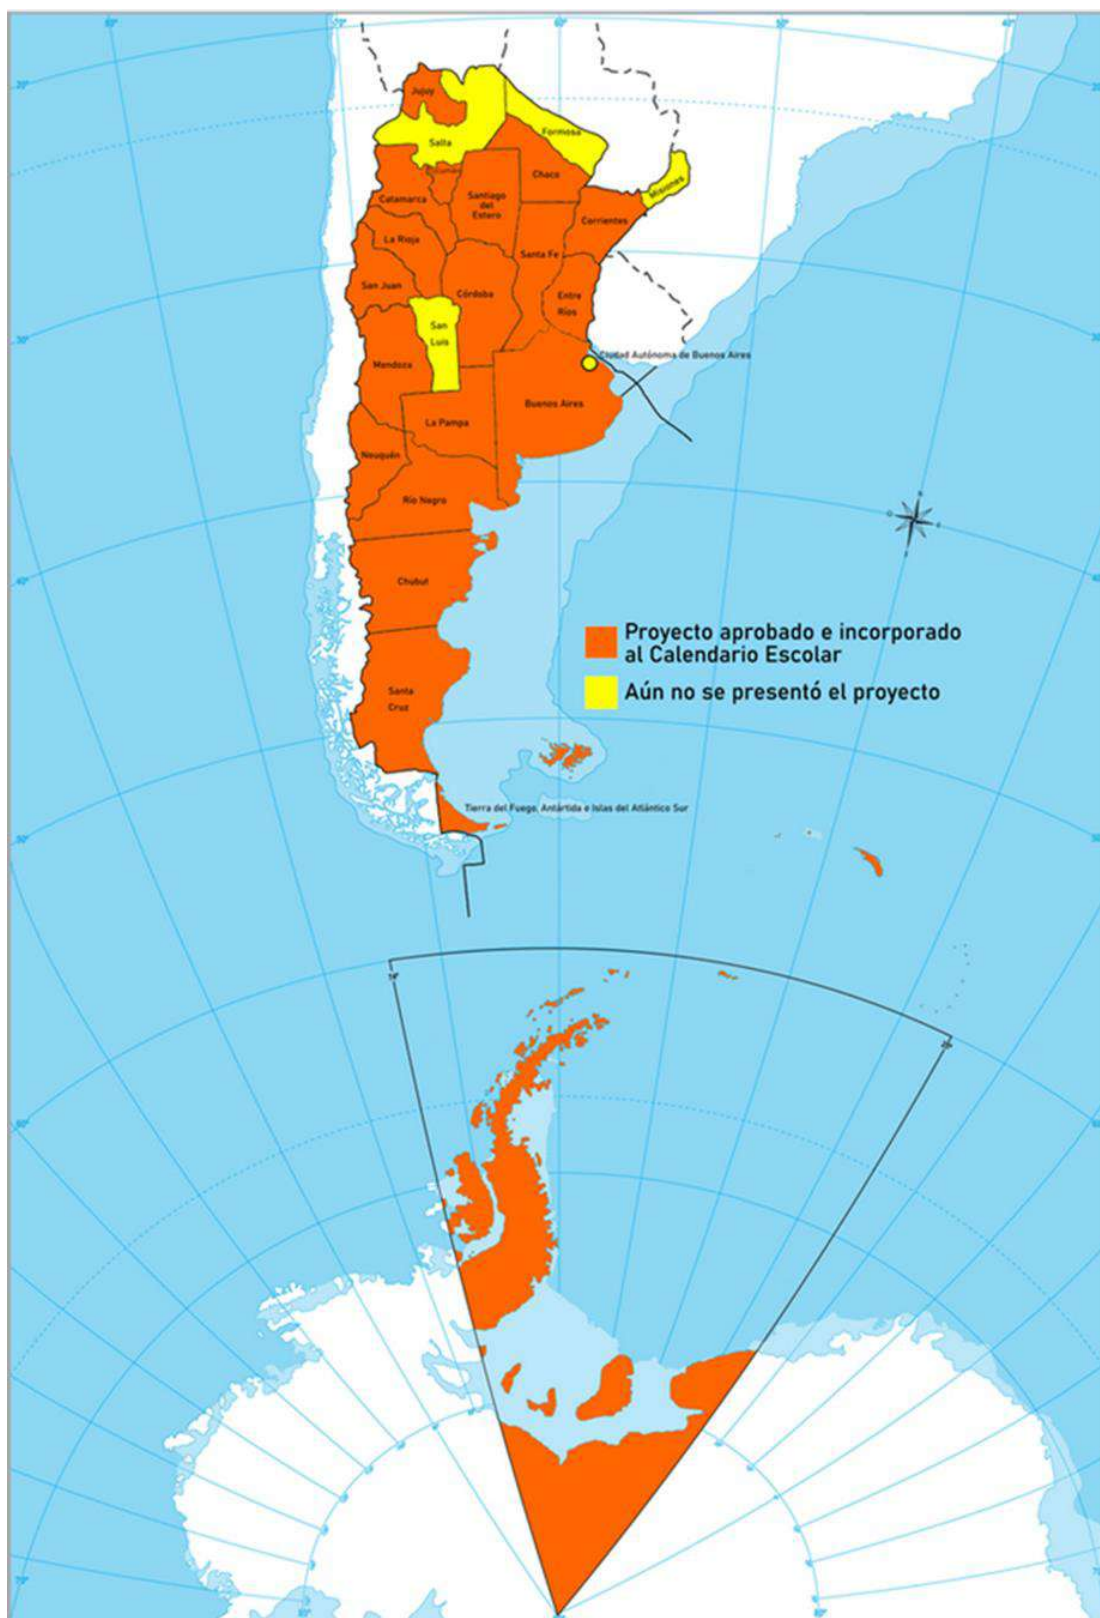 Jujuy
Salta
Formosa
Misiones
Tucumán
Chaco
Catamarca
Santiago
del
Estero
Corrientes
La Rioja
Santa Fe
San Juan
Córdoba
Entre
Ríos
San
Luis
Ciudad Autónoma de Buenos Aires
Mendoza
Buenos Aires
La Pampa
Neuquén
Río Negro
Chubut
Proyecto aprobado e incorporado
al Calendario Escolar
Aún no se presentó el proyecto
Santa
Cruz
Tierra del Fuego, Antártida e Islas del Atlántico Sur